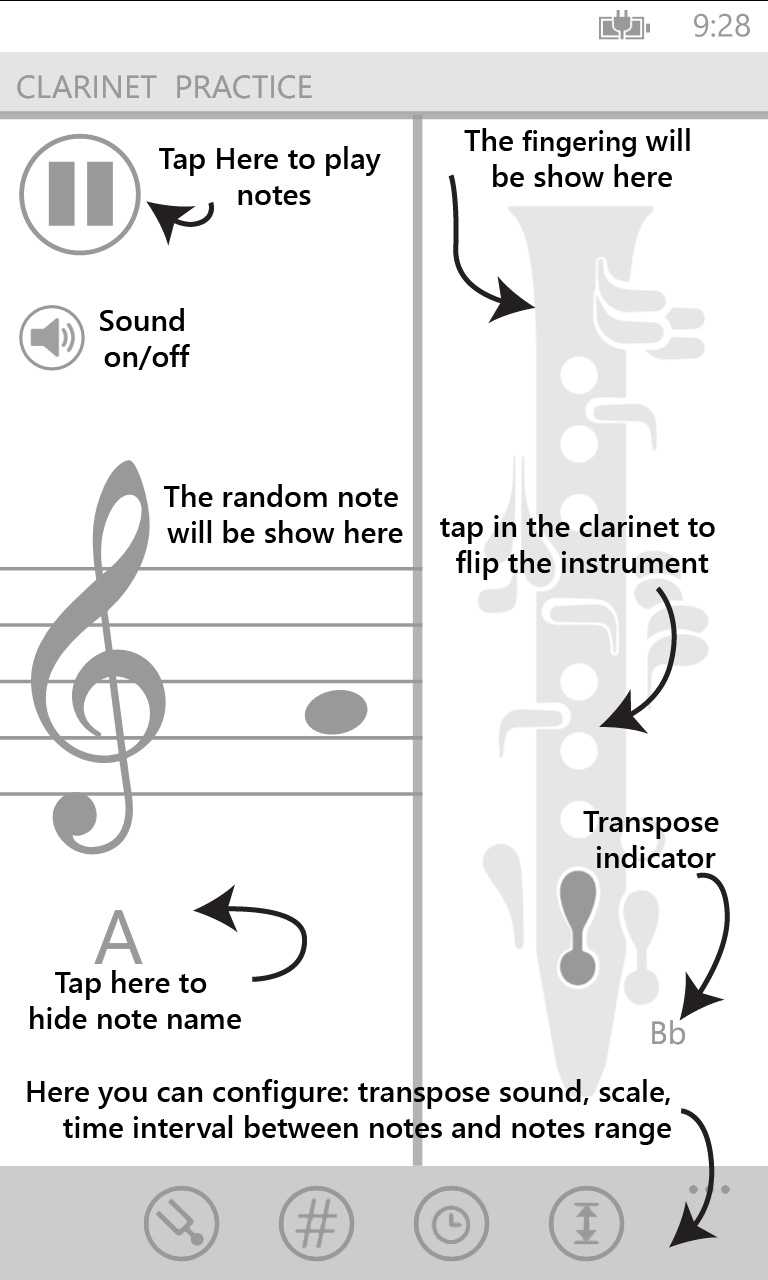 9:28
CLARINET PRACTICE
Tap Here to play
notes
The fingering will
be show here
Sound
on/off
The random note
will be show here
tap in the clarinet to
flip the instrument
Transpose
indicator
A
Tap here to
hide note name
Bb
Here you can configure: transpose sound, scale,
time interval between notes and notes range
#